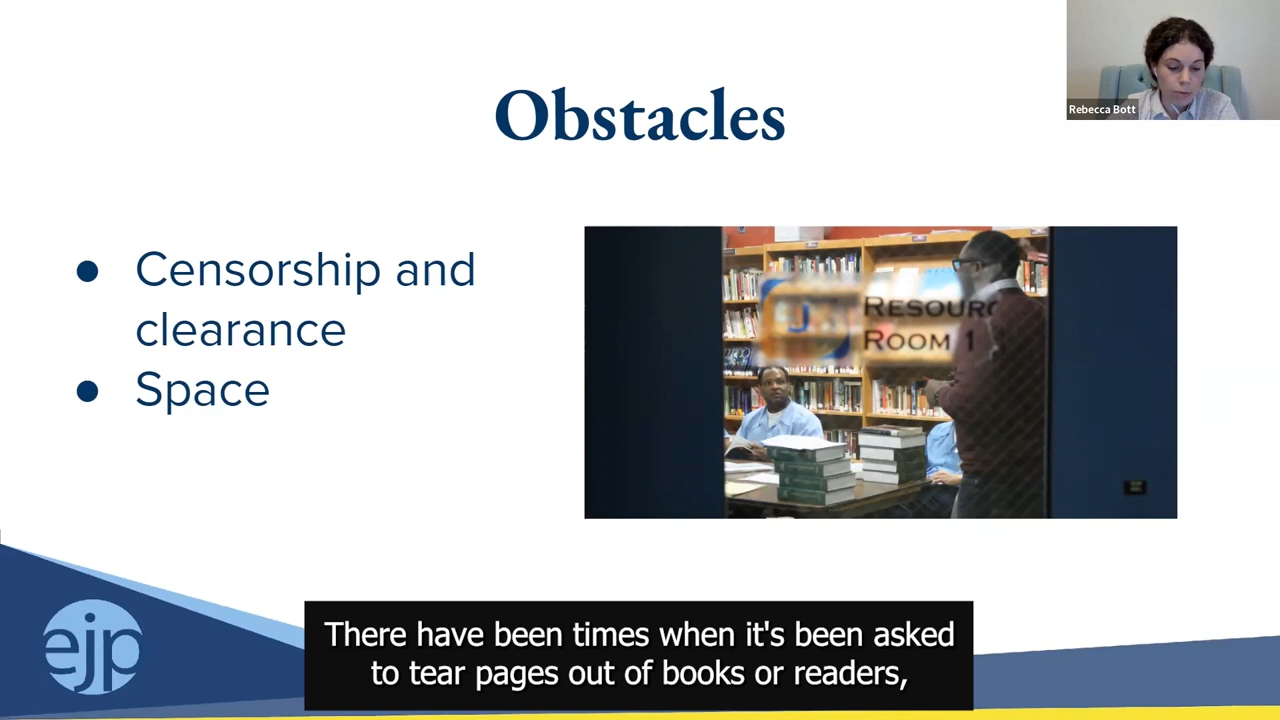 Rebecca Bott
Obstacles
● Censorship and
clearance
● Space
RESOURC
ROOM 1
ejp
There have been times when it's been asked
to tear pages out of books or readers,